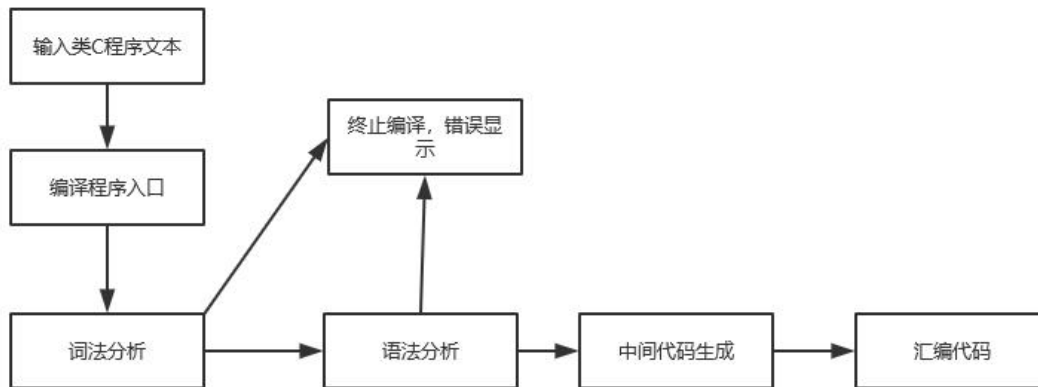 输入类C程序文本
终止编译，错误显
示
编译程序入口
词法分析
语法分析
中间代码生成
汇编代码